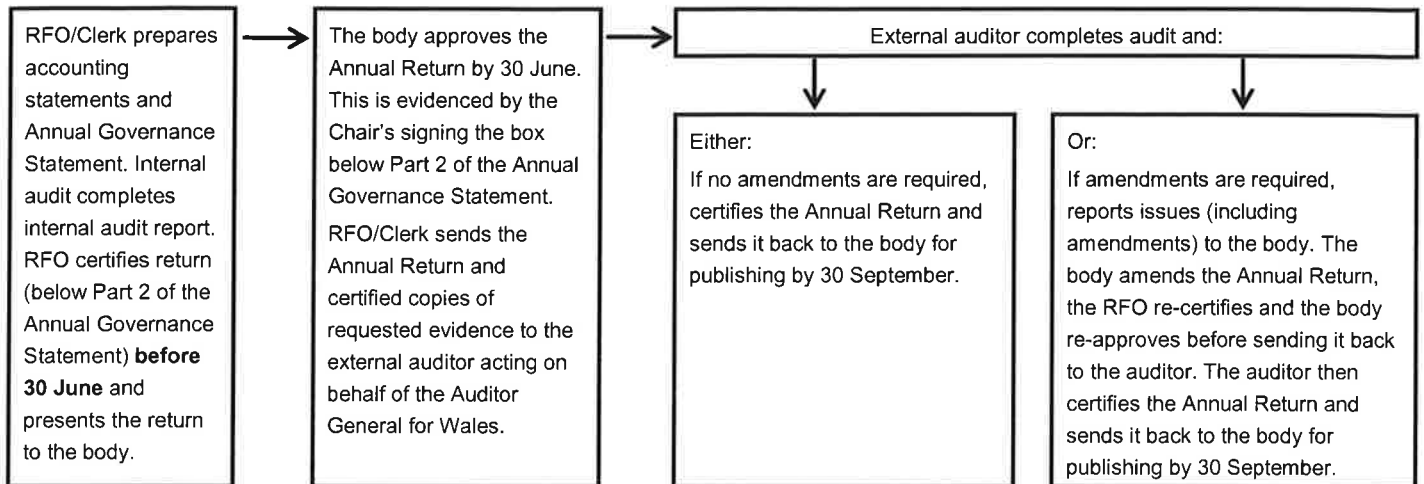 RFO/Clerk prepares
accounting
statements and
Annual Governance
Statement. Internal
audit completes
internal audit report.
RFO certifies return
(below Part 2 of the
Annual Governance
Statement) before
30 June and
presents the return
to the body.
The body approves the
Annual Return by 30 June.
This is evidenced by the
Chair's signing the box
below Part 2 of the Annual
Governance Statement.
RFO/Clerk sends the
Annual Return and
certified copies of
requested evidence to the
external auditor acting on
behalf of the Auditor
General for Wales.
External auditor completes audit and:
Either:
If no amendments are required,
certifies the Annual Return and
sends it back to the body for
publishing by 30 September.
Or:
If amendments are required,
reports issues (including
amendments) to the body. The
body amends the Annual Return,
the RFO re-certifies and the body
re-approves before sending it back
to the auditor. The auditor then
certifies the Annual Return and
sends it back to the body for
publishing by 30 September.